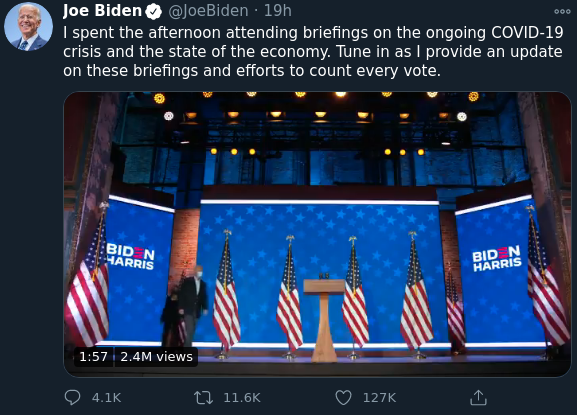 Joe Biden @JoeBiden · 19h
I spent the afternoon attending briefings on the ongoing COVID-19
crisis and the state of the economy. Tune in as I provide an update
on these briefings and efforts to count every vote.
BIDEN
HARRIS
BIDEN
HARRIS
1:57 2.4M views
4.1K 11.6K 127K